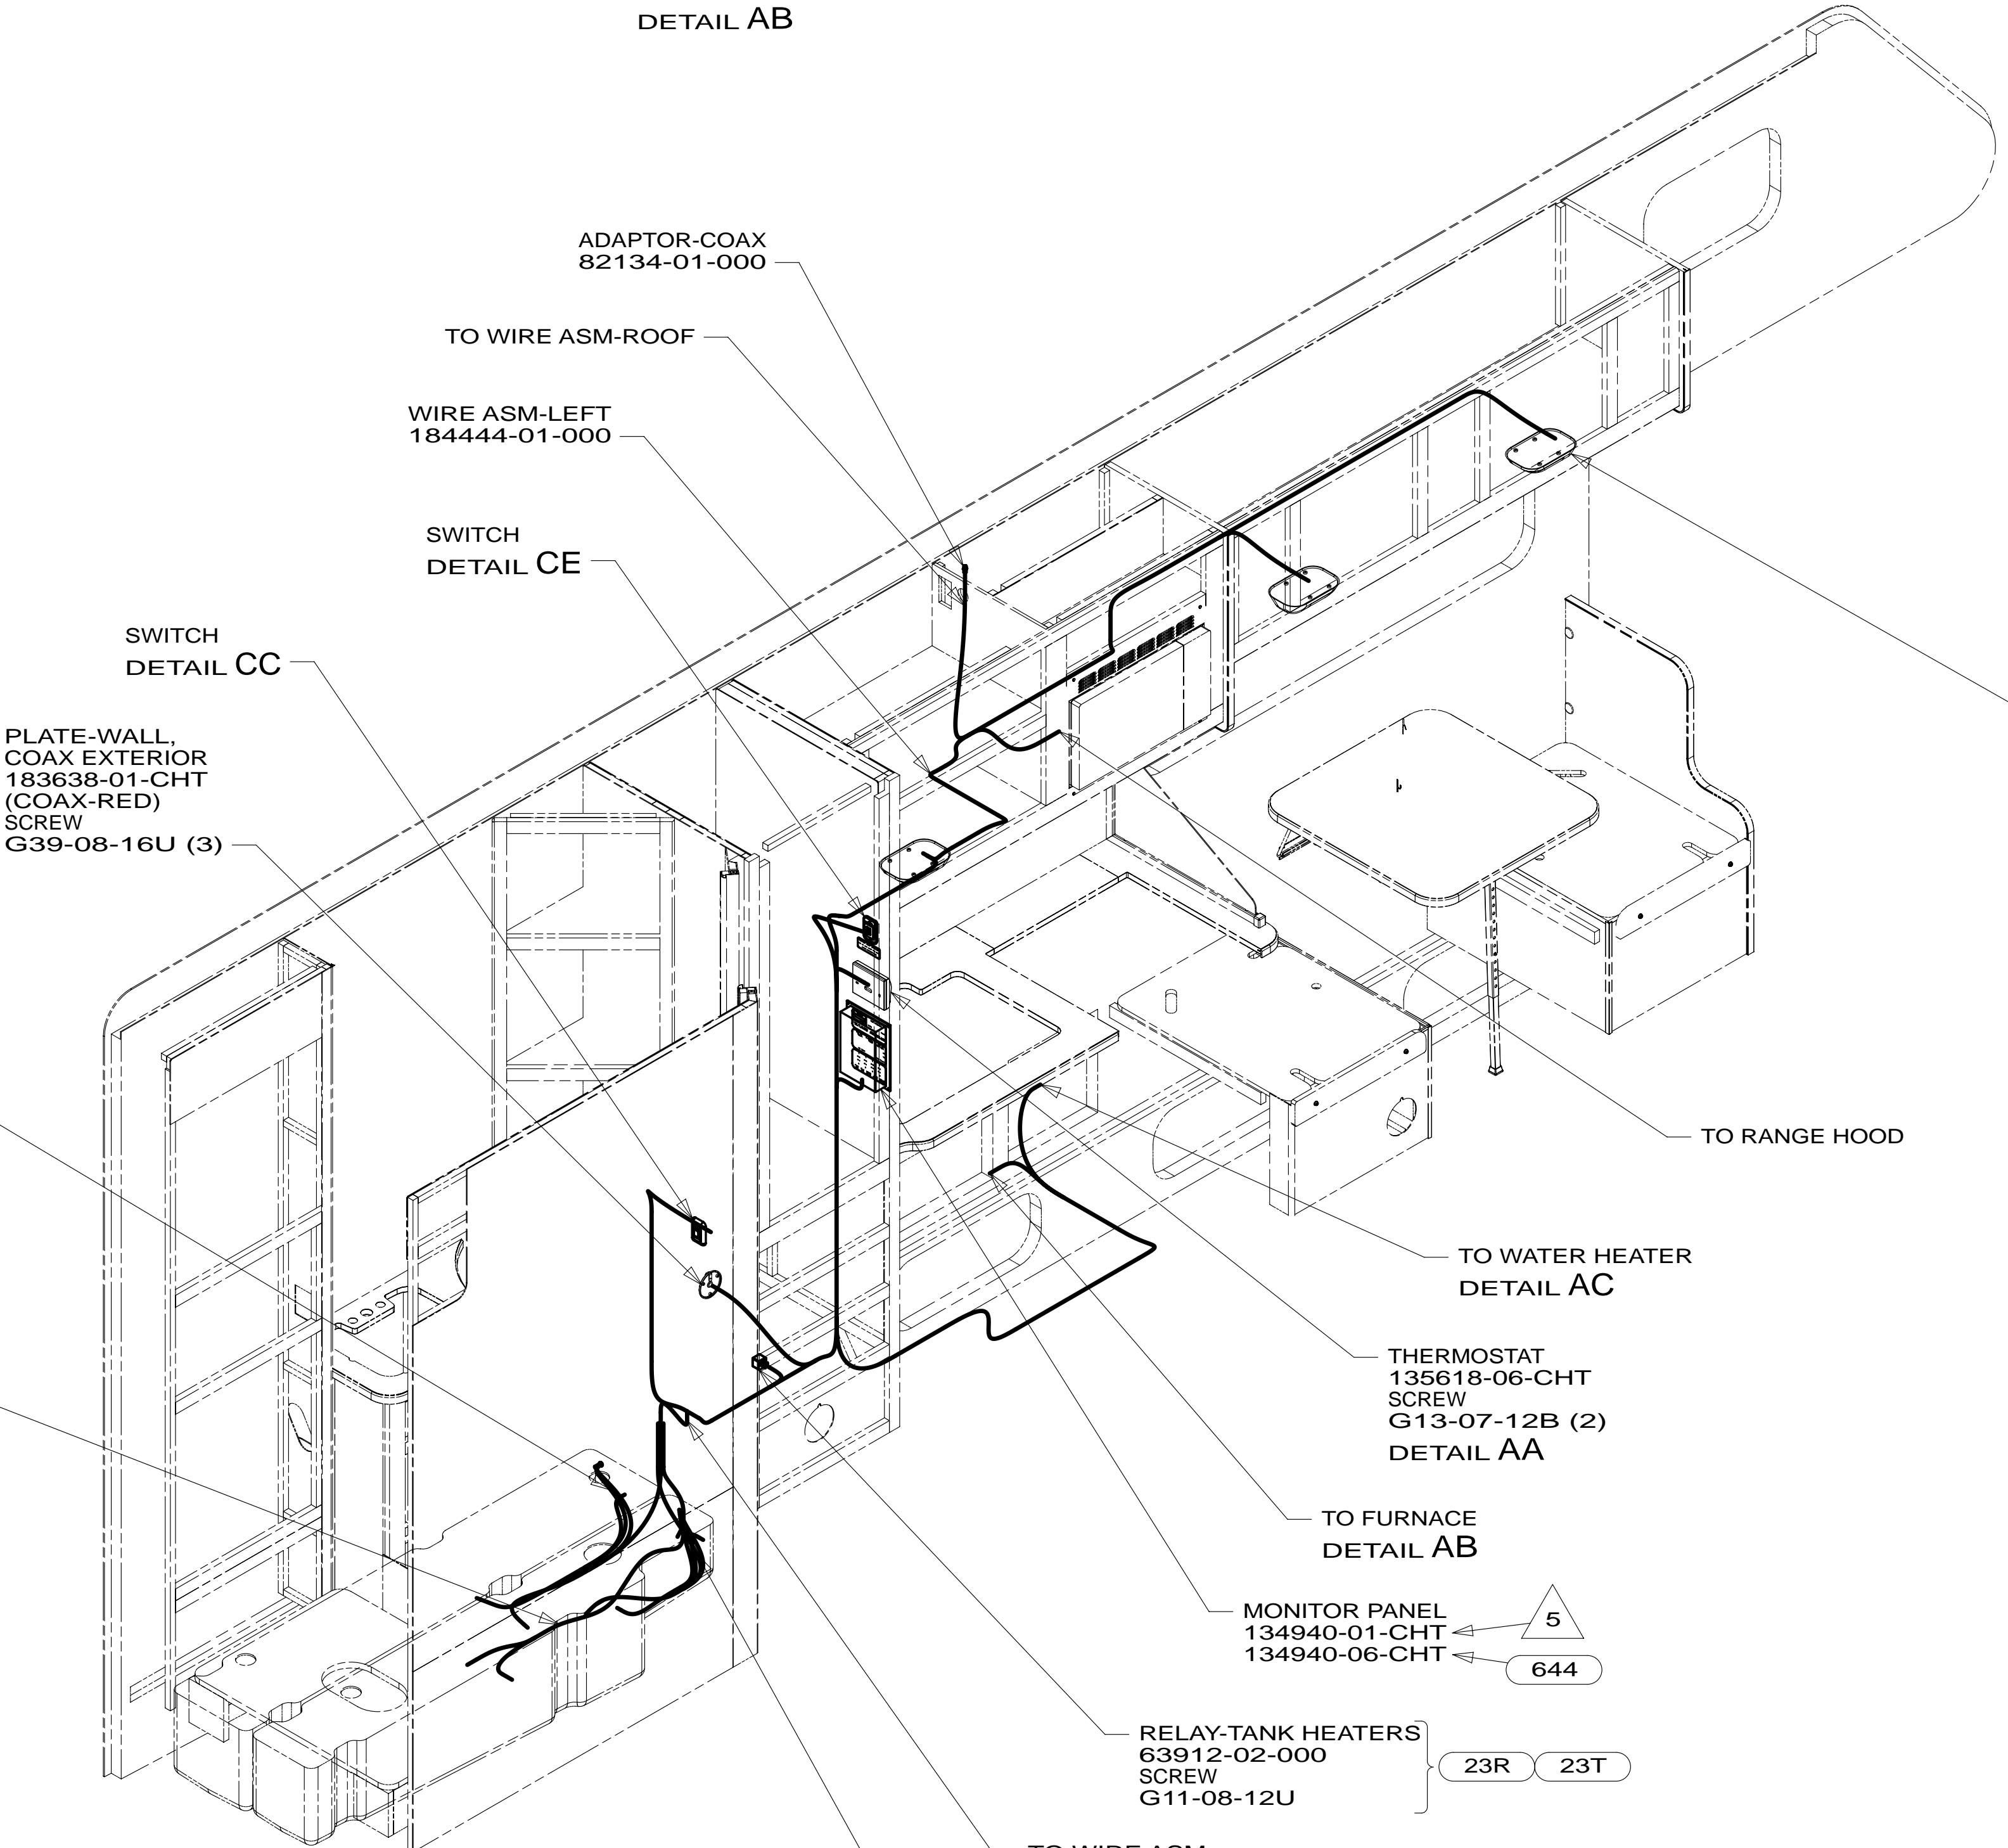 DETAIL AB
ADAPTOR-COAX
82134-01-000
TO WIRE ASM-ROOF
WIRE ASM-LEFT
184444-01-000
SWITCH
DETAIL CE
SWITCH
DETAIL CC
PLATE-WALL,
COAX EXTERIOR
183638-01-CHT
(COAX-RED)
SCREW
G39-08-16U (3)
TO RANGE HOOD
TO WATER HEATER
DETAIL AC
THERMOSTAT
135618-06-CHT
SCREW
G13-07-12B (2)
DETAIL AA
TO FURNACE
DETAIL AB
MONITOR PANEL
134940-01-CHT
134940-06-CHT
5
644
RELAY-TANK HEATERS
63912-02-000
SCREW
G11-08-12U
23R 23T
TO WIRE ASM